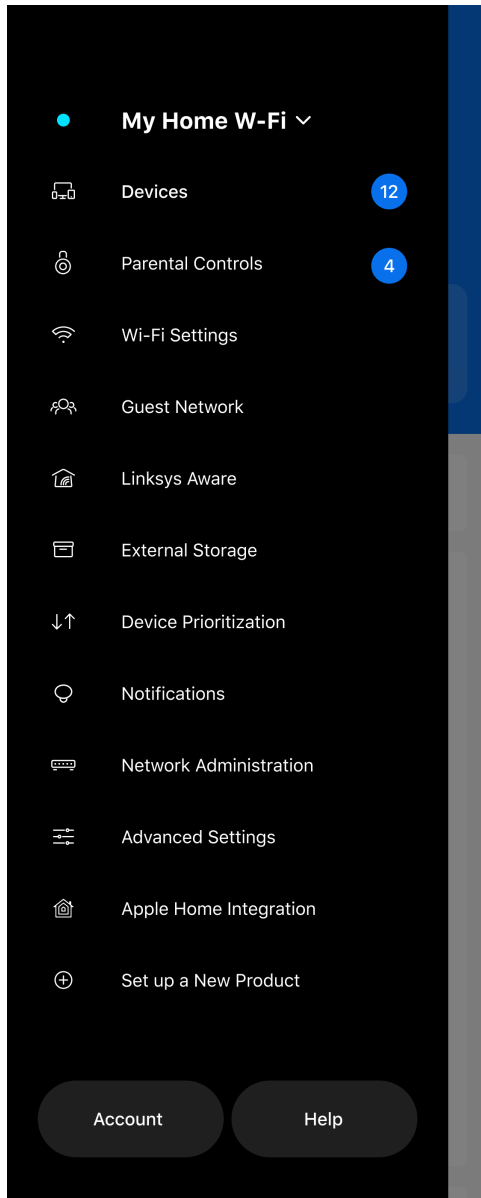 My Home W-Fi
Devices 12
Parental Controls 4
Wi-Fi Settings
Guest Network
Linksys Aware
External Storage
Device Prioritization
Notifications
Network Administration
Advanced Settings
Apple Home Integration
Set up a New Product
Account Help